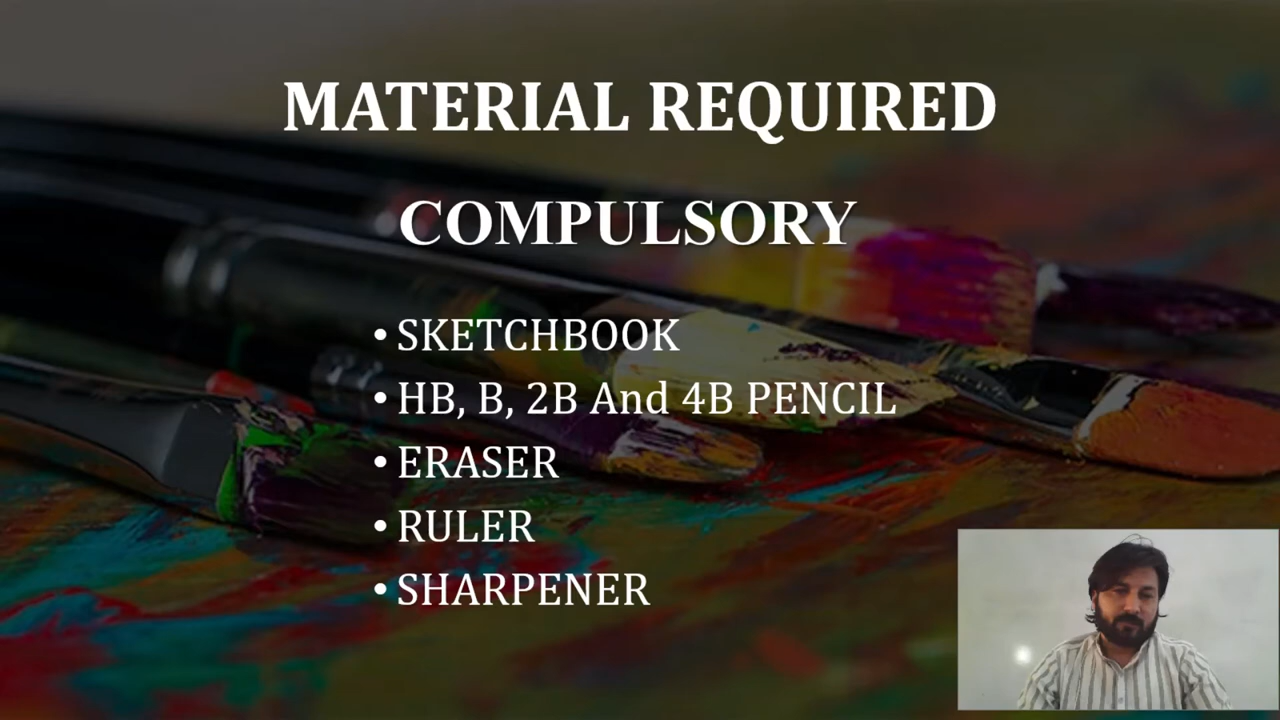 MATERIAL REQUIRED
COMPULSORY
• SKETCHBOOK
• HB, B, 2B And 4B PENCIL
• ERASER
• RULER
• SHARPENER